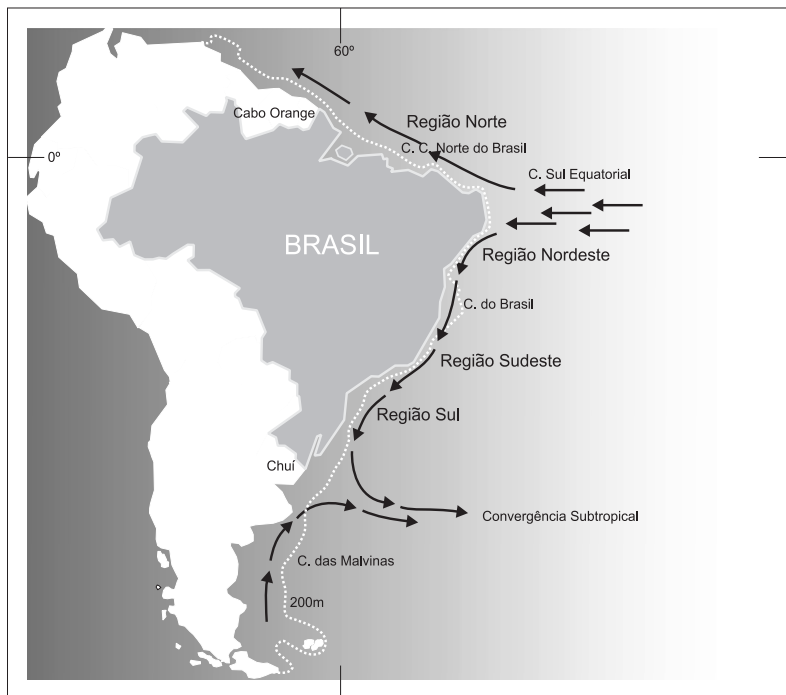 60º
Cabo Orange
Região Norte
C. C. Norte do Brasil
0º
C. Sul Equatorial
BRASIL
Região Nordeste
C. do Brasil
Região Sudeste
Região Sul
Chuí
Convergência Subtropical
C. das Malvinas
200m